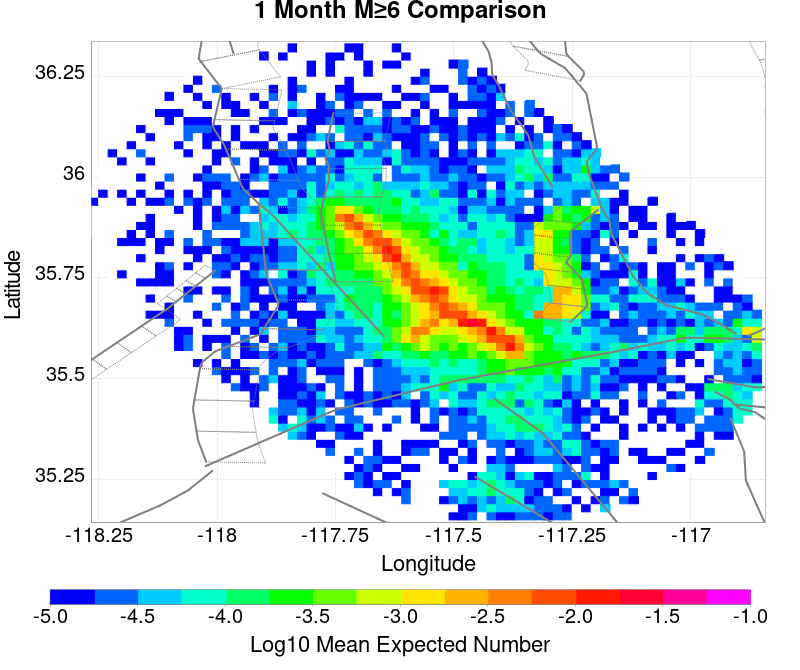 1 Month M≥6 Comparison
36.25
36
35.75
35.5
35.25
Latitude
-118.25 -118 -117.75 -117.5 -117.25 -117
Longitude
-5.0 -4.5 -4.0 -3.5 -3.0 -2.5 -2.0 -1.5 -1.0
Log10 Mean Expected Number